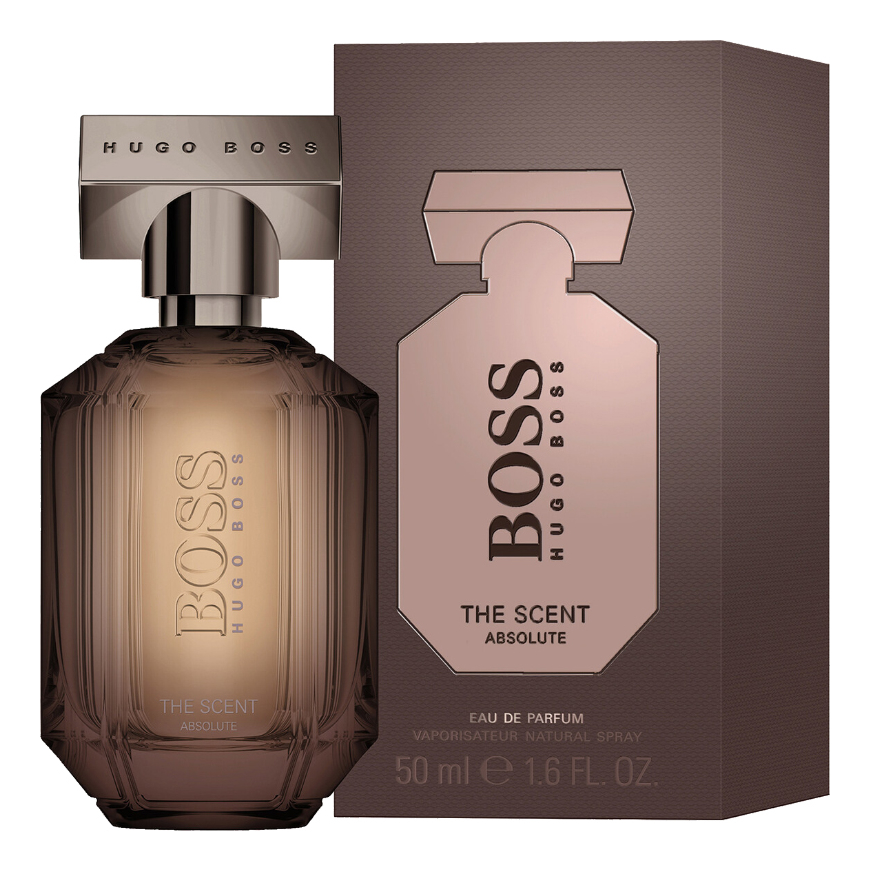 HUGO BOSS
BOSS
HUGO BOSS
THE SCENT
ABSOLUTE
BOSS
HUGO BOSS
THE SCENT
ABSOLUTE
EAU DE PARFUM
VAPORISATEUR NATURAL SPRAY
50 ml ℮ 1.6 FL. OZ.